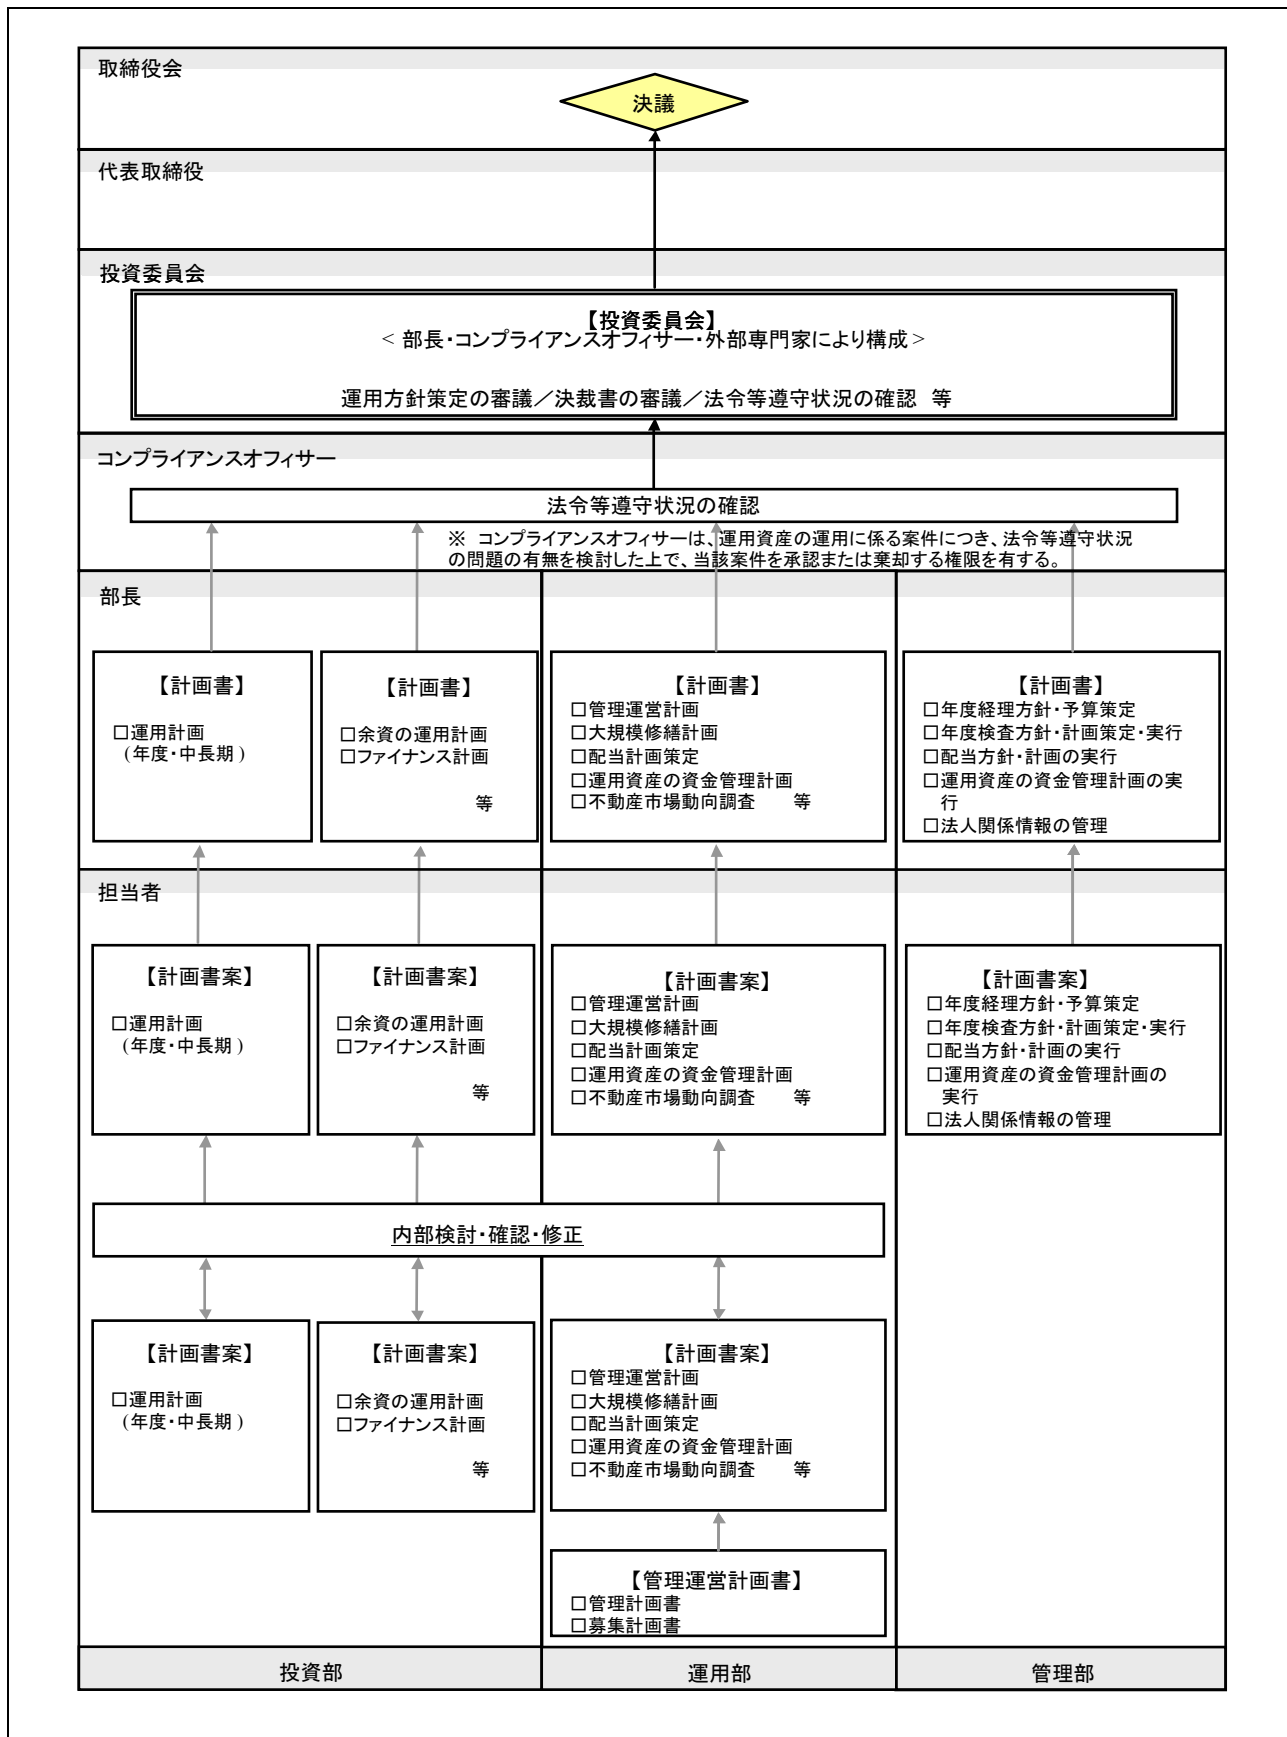 取締役会
決議
代表取締役
投資委員会
【投資委員会】
＜ 部長・コンプライアンスオフィサー・外部専門家により構成＞
運用方針策定の審議／決裁書の審議／法令等遵守状況の確認 等
コンプライアンスオフィサー
法令等遵守状況の確認
※ コンプライアンスオフィサーは、運用資産の運用に係る案件につき、法令等遵守状況
の問題の有無を検討した上で、当該案件を承認または棄却する権限を有する。
部長
【計画書】
□運用計画
(年度・中長期)
【計画書】
□余資の運用計画
□ファイナンス計画
等
【計画書】
□管理運営計画
□大規模修繕計画
□配当計画策定
□運用資産の資金管理計画
□不動産市場動向調査 等
【計画書】
□年度経理方針・予算策定
□年度検査方針・計画策定・実行
□配当方針・計画の実行
□運用資産の資金管理計画の実
行
□法人関係情報の管理
担当者
【計画書案】
□運用計画
(年度・中長期)
【計画書案】
□余資の運用計画
□ファイナンス計画
等
【計画書案】
□管理運営計画
□大規模修繕計画
□配当計画策定
□運用資産の資金管理計画
□不動産市場動向調査 等
【計画書案】
□年度経理方針・予算策定
□年度検査方針・計画策定・実行
□配当方針・計画の実行
□運用資産の資金管理計画の
実行
□法人関係情報の管理
内部検討・確認・修正
【計画書案】
□運用計画
(年度・中長期)
【計画書案】
□余資の運用計画
□ファイナンス計画
等
【計画書案】
□管理運営計画
□大規模修繕計画
□配当計画策定
□運用資産の資金管理計画
□不動産市場動向調査 等
【管理運営計画書】
□管理計画書
□募集計画書
投資部
運用部
管理部